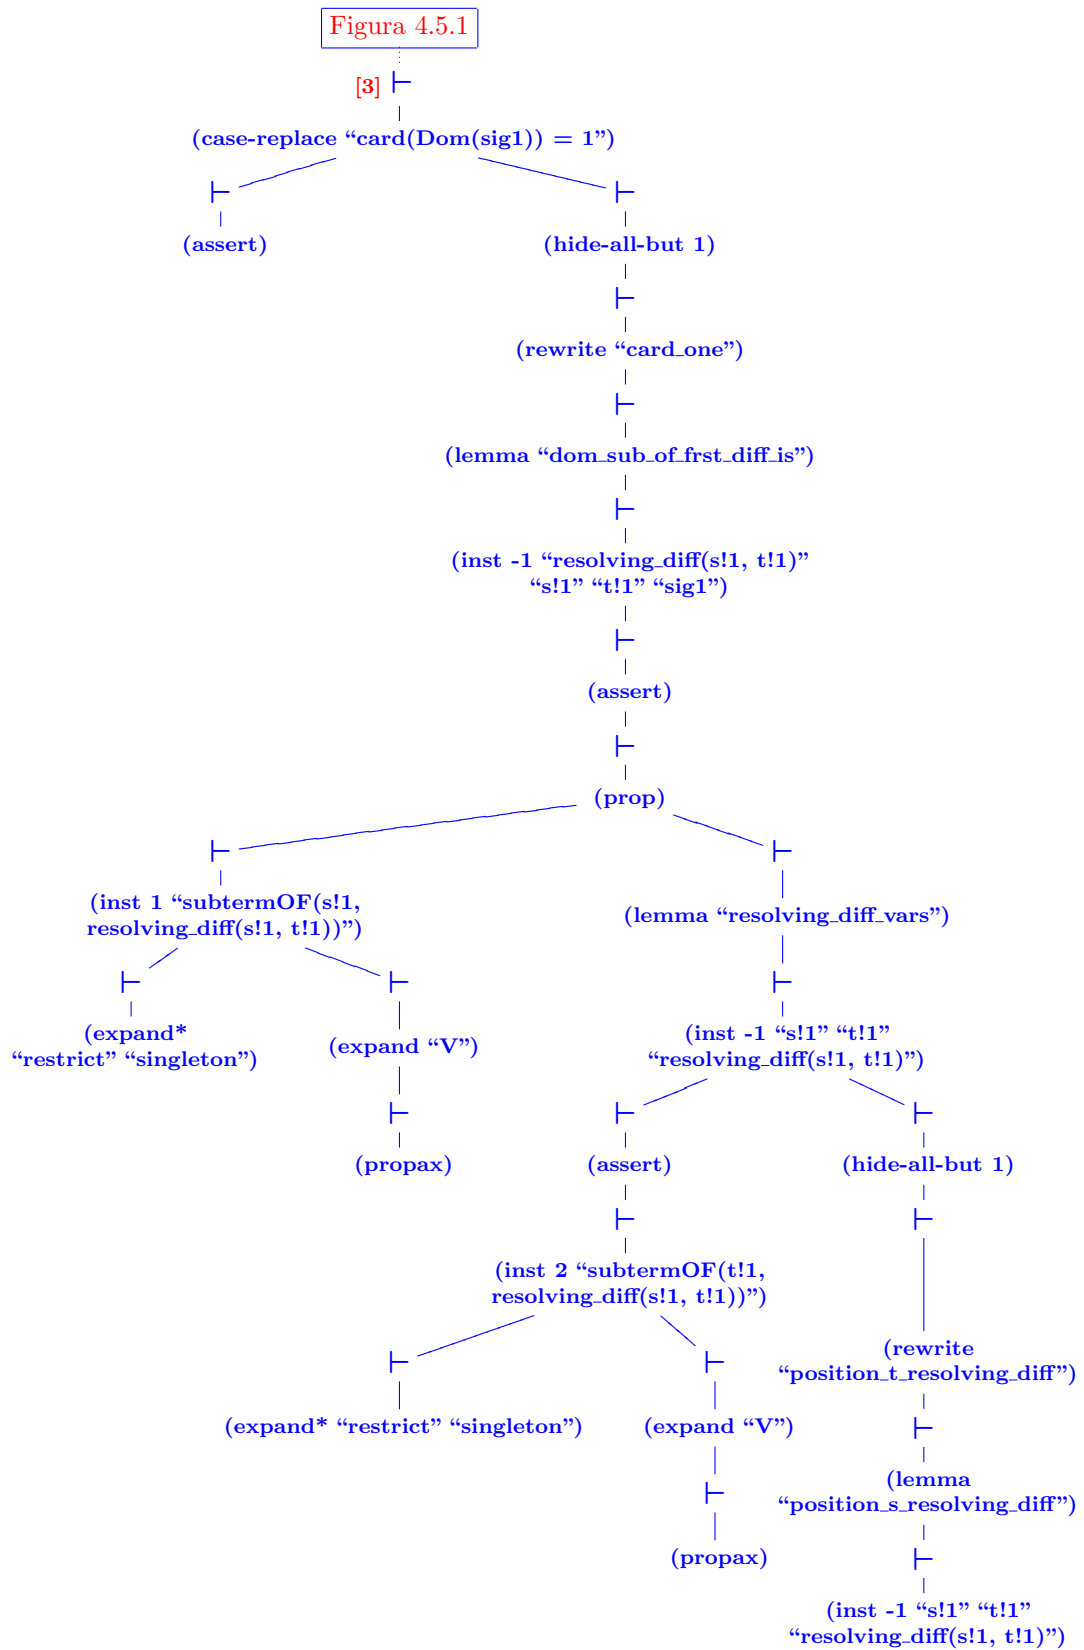 Figura 4.5.1
[3] ⊢
(case-replace “card(Dom(sig1)) = 1”)
⊢ ⊢
(assert) (hide-all-but 1)
⊢
(rewrite “card_one”)
⊢
(lemma “dom_sub_of_frst_diff_is”)
⊢
(inst -1 “resolving_diff(s!1, t!1)”
“s!1” “t!1” “sig1”)
⊢
(assert)
⊢
(prop)
⊢ ⊢
(inst 1 “subtermOF(s!1,
resolving_diff(s!1, t!1))”)
(lemma “resolving_diff_vars”)
⊢ ⊢ ⊢
(expand*
“restrict” “singleton”)
(expand “V”)
(inst -1 “s!1” “t!1”
“resolving_diff(s!1, t!1)”)
⊢ ⊢ ⊢
(propax) (assert) (hide-all-but 1)
⊢ ⊢
(inst 2 “subtermOF(t!1,
resolving_diff(s!1, t!1))”)
(rewrite
“position_t_resolving_diff”)
⊢ ⊢
(expand* “restrict” “singleton”) (expand “V”)
⊢
(lemma
“position_s_resolving_diff”)
⊢
(propax)
⊢
(inst -1 “s!1” “t!1”
“resolving_diff(s!1, t!1)”)